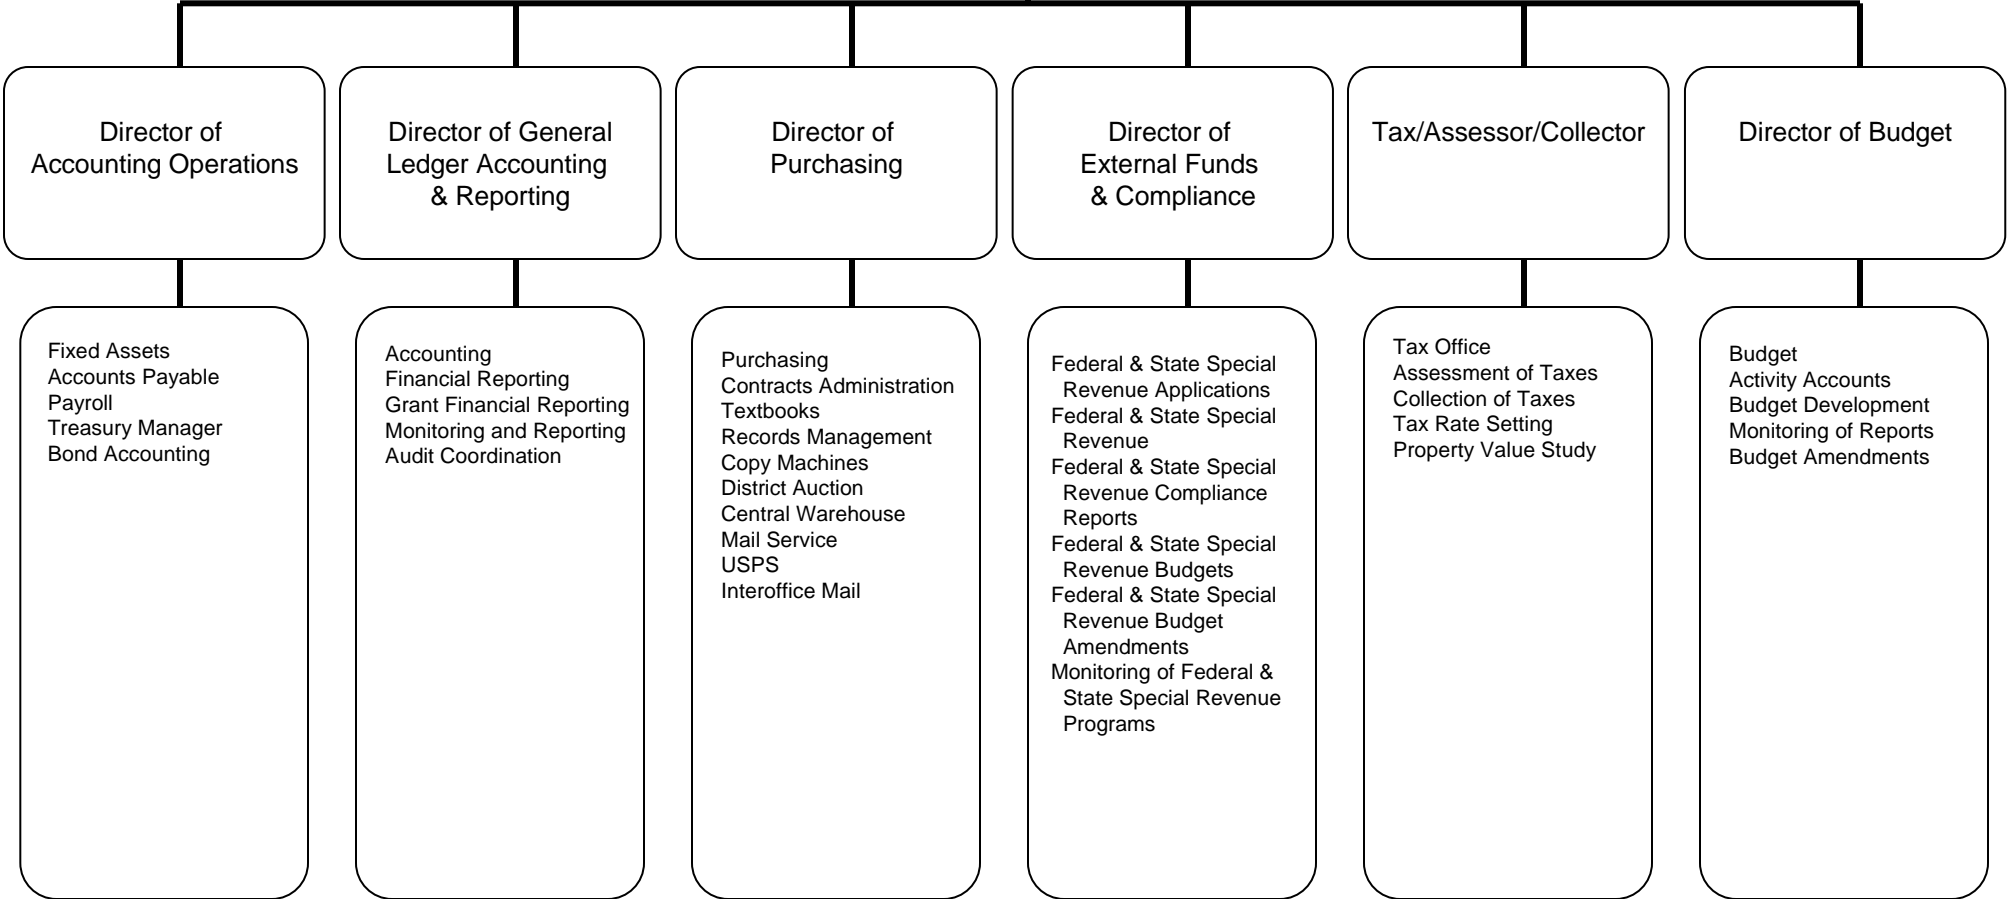 Director of
Accounting Operations
Director of General
Ledger Accounting
& Reporting
Director of
Purchasing
Director of
External Funds
& Compliance
Tax/Assessor/Collector
Director of Budget
Fixed Assets
Accounts Payable
Payroll
Treasury Manager
Bond Accounting
Accounting
Financial Reporting
Grant Financial Reporting
Monitoring and Reporting
Audit Coordination
Purchasing
Contracts Administration
Textbooks
Records Management
Copy Machines
District Auction
Central Warehouse
Mail Service
USPS
Interoffice Mail
Federal & State Special
Revenue Applications
Federal & State Special
Revenue
Federal & State Special
Revenue Compliance
Reports
Federal & State Special
Revenue Budgets
Federal & State Special
Revenue Budget
Amendments
Monitoring of Federal &
State Special Revenue
Programs
Tax Office
Assessment of Taxes
Collection of Taxes
Tax Rate Setting
Property Value Study
Budget
Activity Accounts
Budget Development
Monitoring of Reports
Budget Amendments